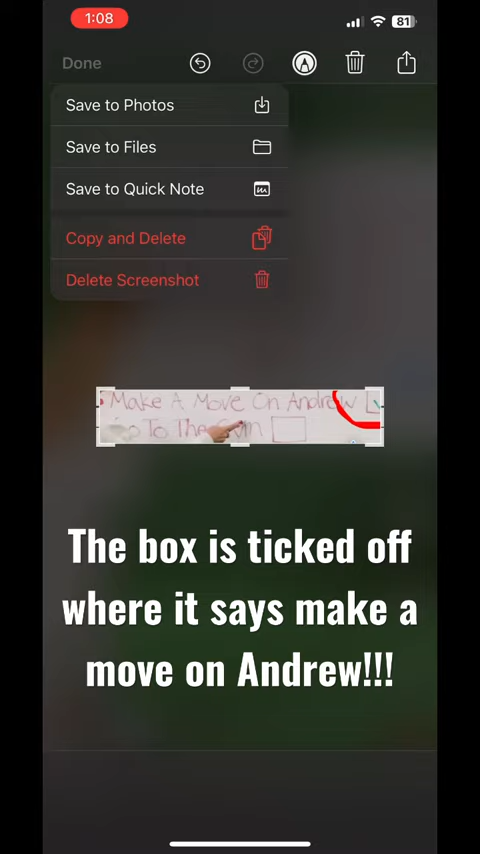 1:08
81
Done
Save to Photos
Save to Files
Save to Quick Note
Copy and Delete
Delete Screenshot
Make A Move On Andrew
To The Gym
The box is ticked off
where it says make a
move on Andrew!!!